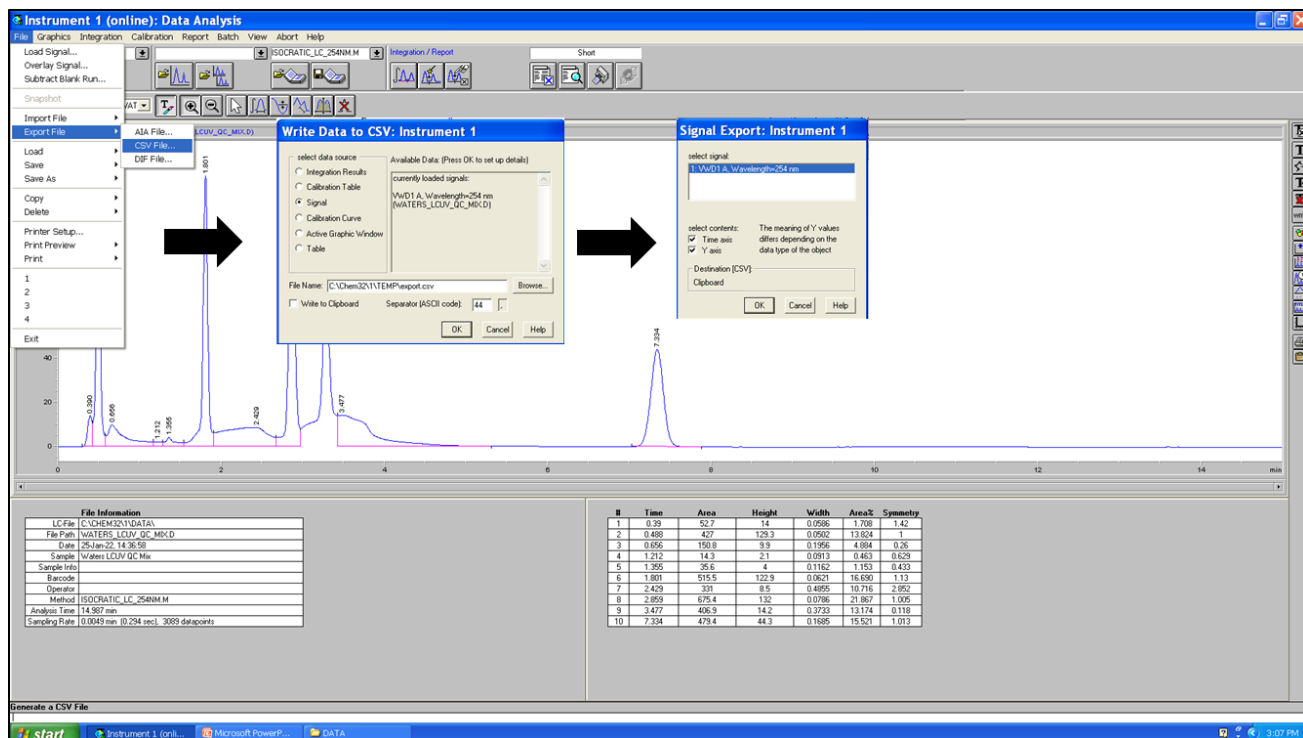 Instrument 1 (online): Data Analysis
File Graphics Integration Calibration Report Batch View Abort Help
Load Signal...
Overlay Signal...
Subtract Blank Run...
Snapshot
Import File
Export File
Load
Save
Save As
Copy
Delete
Printer Setup...
Print Preview
Print
1
2
3
4
Exit
AIA File...
CSV File...
DIF File...
ISOCRATIC_LC_254NM.M
Integration / Report
Short
LCUV_QC_MIX.D)
Write Data to CSV: Instrument 1
select data source
Integration Results
Calibration Table
Signal
Calibration Curve
Active Graphic Window
Table
Available Data: (Press OK to set up details)
currently loaded signals:
VWD1 A, Wavelength=254 nm
(WATERS_LCUV_QC_MIX.D)
File Name: C:\Chem32\1\TEMP\export.csv Browse...
Write to Clipboard Separator (ASCII code): 44 ,
OK Cancel Help
Signal Export: Instrument 1
select signal:
1: VWD1 A, Wavelength=254 nm
select contents:
Time axis
Y axis
The meaning of Y values
differs depending on the
data type of the object
Destination [CSV]:
Clipboard
OK Cancel Help
40
20
0
0.390
0.656
1.212
1.355
1.801
2.429
3.477
7.334
0 2 4 6 8 10 12 14 min
File Information
LC-File C:\CHEM32\1\DATA\
File Path WATERS_LCUV_QC_MIX.D
Date 25-Jan-22, 14:36:58
Sample Waters LCUV QC Mix
Sample Info
Barcode
Operator
Method ISOCRATIC_LC_254NM.M
Analysis Time 14.987 min
Sampling Rate 0.0049 min (0.294 sec), 3089 datapoints
# Time Area Height Width Area% Symmetry
1 0.39 52.7 14 0.0586 1.708 1.42
2 0.488 427 129.3 0.0502 13.824 1
3 0.656 150.8 9.9 0.1956 4.884 0.26
4 1.212 14.3 2.1 0.0913 0.463 0.629
5 1.355 35.6 4 0.1162 1.153 0.433
6 1.801 515.5 122.9 0.0621 16.690 1.13
7 2.429 331 8.5 0.4855 10.716 2.852
8 2.859 675.4 132 0.0786 21.867 1.005
9 3.477 406.9 14.2 0.3733 13.174 0.118
10 7.334 479.4 44.3 0.1685 15.521 1.013
Generate a CSV File
start Instrument 1 (onli... Microsoft PowerP... DATA 3:07 PM